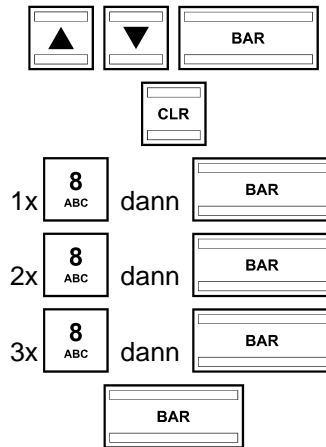 BAR
CLR
1x 8 ABC dann BAR
2x 8 ABC dann BAR
3x 8 ABC dann BAR
BAR